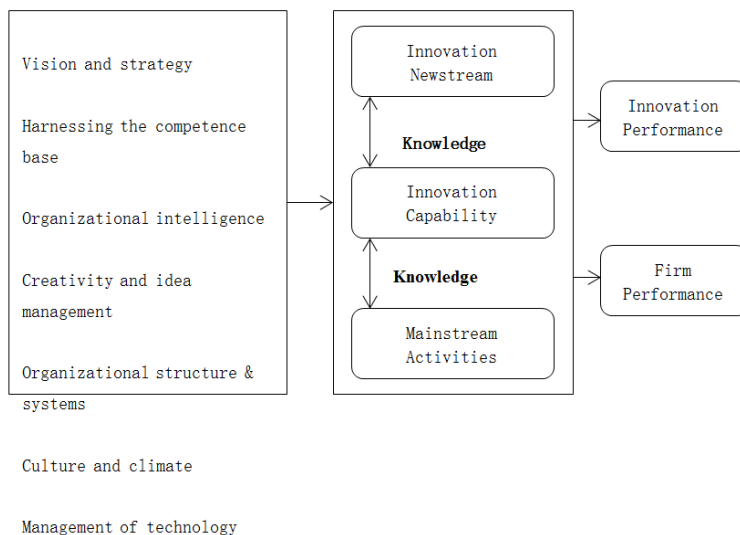 Vision and strategy
Harnessing the competence
base
Organizational intelligence
Creativity and idea
management
Organizational structure &
systems
Culture and climate
Management of technology
Innovation
Newstream
Knowledge
Innovation
Capability
Knowledge
Mainstream
Activities
Innovation
Performance
Firm
Performance